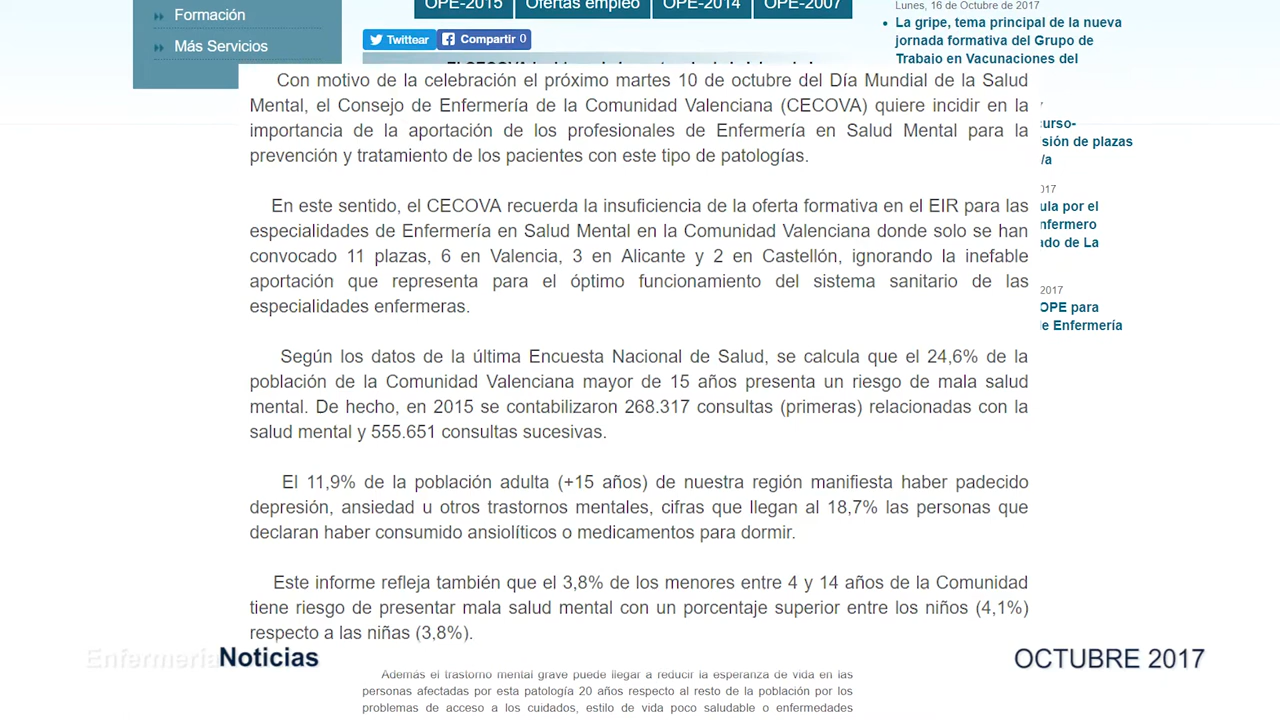 Formación
Más Servicios
OPE-2015
Ofertas empleo
OPE-2014
OPE-2007
Twittear
Compartir 0
Lunes, 16 de Octubre de 2017
La gripe, tema principal de la nueva
jornada formativa del Grupo de
Trabajo en Vacunaciones del
curso-
sión de plazas
/a
017
ula por el
nfermero
ado de La
2017
OPE para
e Enfermería
Con motivo de la celebración el próximo martes 10 de octubre del Día Mundial de la Salud
Mental, el Consejo de Enfermería de la Comunidad Valenciana (CECOVA) quiere incidir en la
importancia de la aportación de los profesionales de Enfermería en Salud Mental para la
prevención y tratamiento de los pacientes con este tipo de patologías.
En este sentido, el CECOVA recuerda la insuficiencia de la oferta formativa en el EIR para las
especialidades de Enfermería en Salud Mental en la Comunidad Valenciana donde solo se han
convocado 11 plazas, 6 en Valencia, 3 en Alicante y 2 en Castellón, ignorando la inefable
aportación que representa para el óptimo funcionamiento del sistema sanitario de las
especialidades enfermeras.
Según los datos de la última Encuesta Nacional de Salud, se calcula que el 24,6% de la
población de la Comunidad Valenciana mayor de 15 años presenta un riesgo de mala salud
mental. De hecho, en 2015 se contabilizaron 268.317 consultas (primeras) relacionadas con la
salud mental y 555.651 consultas sucesivas.
El 11,9% de la población adulta (+15 años) de nuestra región manifiesta haber padecido
depresión, ansiedad u otros trastornos mentales, cifras que llegan al 18,7% las personas que
declaran haber consumido ansiolíticos o medicamentos para dormir.
Este informe refleja también que el 3,8% de los menores entre 4 y 14 años de la Comunidad
tiene riesgo de presentar mala salud mental con un porcentaje superior entre los niños (4,1%)
respecto a las niñas (3,8%).
EnfermeriaNoticias
OCTUBRE 2017
Además el trastorno mental grave puede llegar a reducir la esperanza de vida en las
personas afectadas por esta patología 20 años respecto al resto de la población por los
problemas de acceso a los cuidados, estilo de vida poco saludable o enfermedades